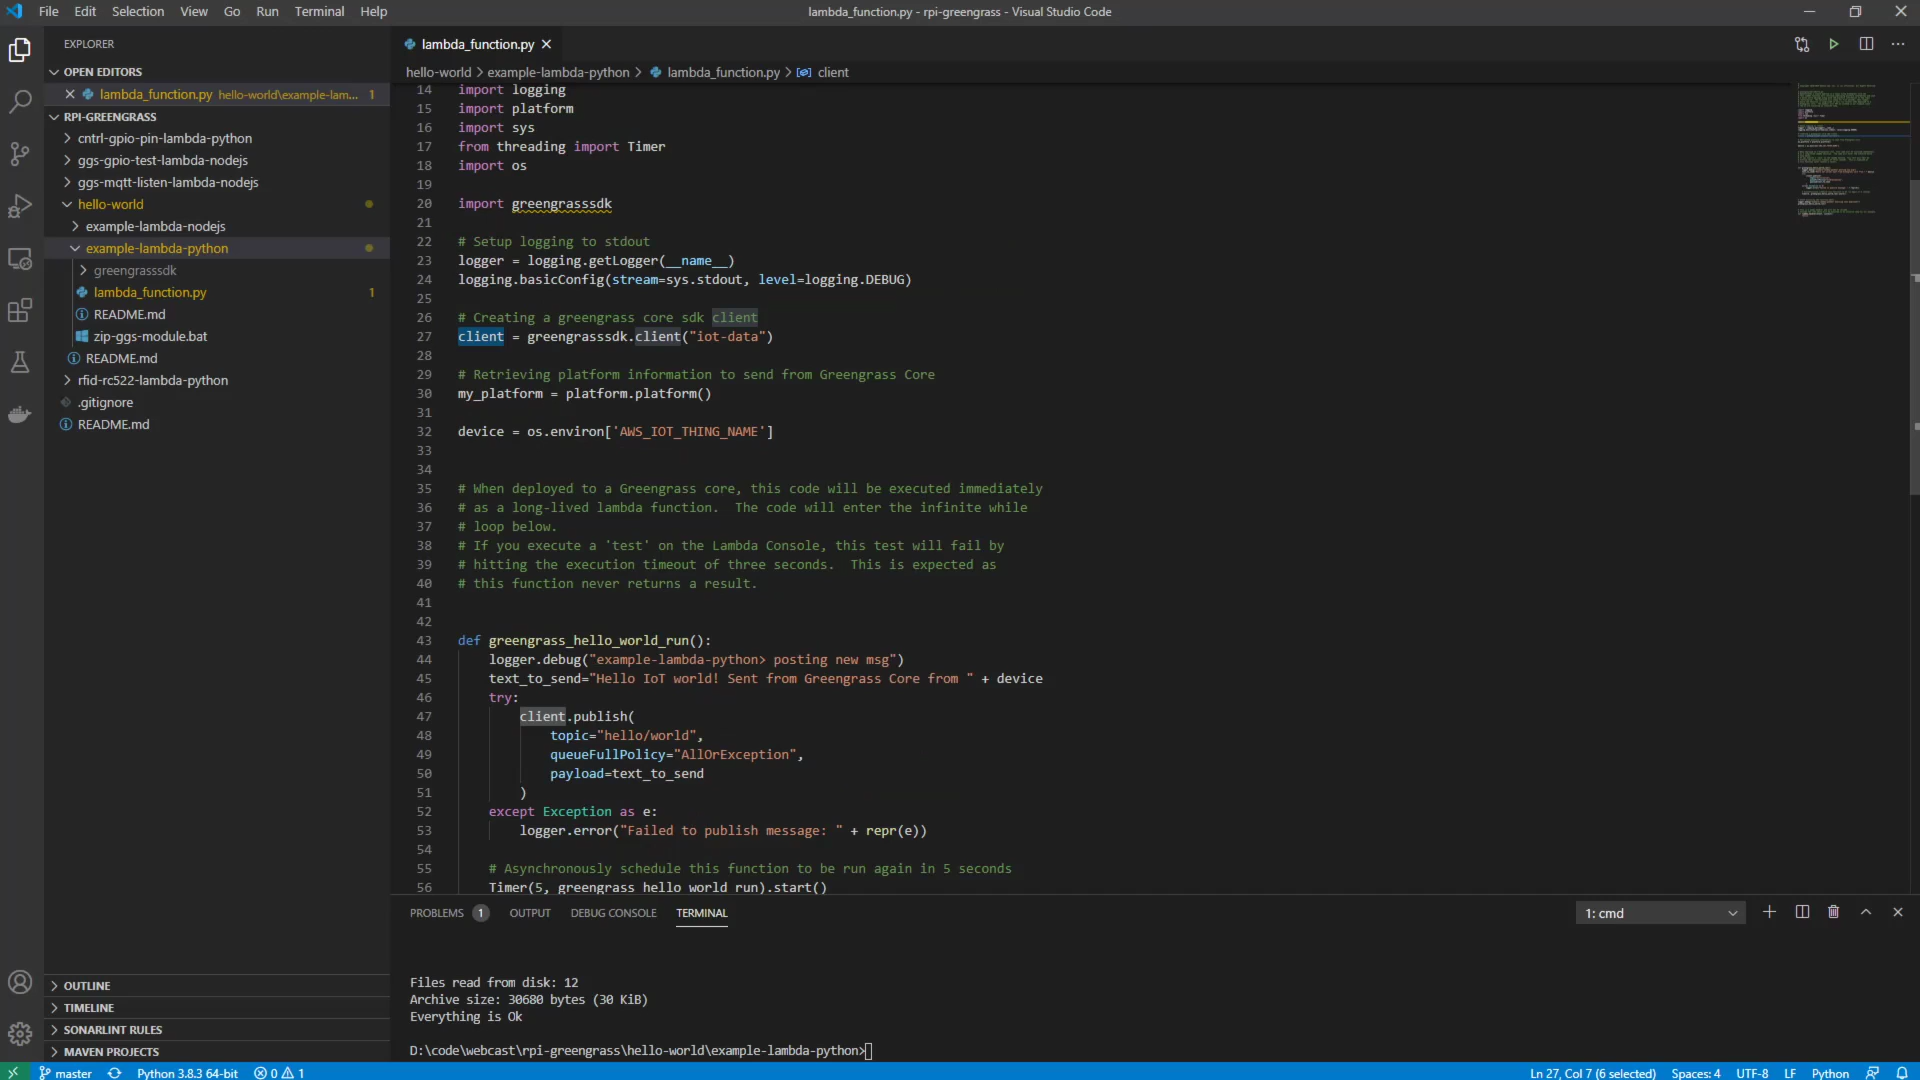 File Edit Selection View Go Run Terminal Help
lambda_function.py - rpi-greengrass - Visual Studio Code
EXPLORER
OPEN EDITORS
lambda_function.py hello-world\example-lam... 1
RPI-GREENGRASS
cntrl-gpio-pin-lambda-python
ggs-gpio-test-lambda-nodejs
ggs-mqtt-listen-lambda-nodejs
hello-world
example-lambda-nodejs
example-lambda-python
greengrasssdk
lambda_function.py 1
README.md
zip-ggs-module.bat
README.md
rfid-rc522-lambda-python
.gitignore
README.md
OUTLINE
TIMELINE
SONARLINT RULES
MAVEN PROJECTS
lambda_function.py
hello-world > example-lambda-python > lambda_function.py > client
14 import logging
15 import platform
16 import sys
17 from threading import Timer
18 import os
19
20 import greengrasssdk
21
22 # Setup logging to stdout
23 logger = logging.getLogger(__name__)
24 logging.basicConfig(stream=sys.stdout, level=logging.DEBUG)
25
26 # Creating a greengrass core sdk client
27 client = greengrasssdk.client("iot-data")
28
29 # Retrieving platform information to send from Greengrass Core
30 my_platform = platform.platform()
31
32 device = os.environ['AWS_IOT_THING_NAME']
33
34
35 # When deployed to a Greengrass core, this code will be executed immediately
36 # as a long-lived lambda function.  The code will enter the infinite while
37 # loop below.
38 # If you execute a 'test' on the Lambda Console, this test will fail by
39 # hitting the execution timeout of three seconds.  This is expected as
40 # this function never returns a result.
41
42
43 def greengrass_hello_world_run():
44     logger.debug("example-lambda-python> posting new msg")
45     text_to_send="Hello IoT world! Sent from Greengrass Core from " + device
46     try:
47         client.publish(
48             topic="hello/world",
49             queueFullPolicy="AllOrException",
50             payload=text_to_send
51         )
52     except Exception as e:
53         logger.error("Failed to publish message: " + repr(e))
54
55     # Asynchronously schedule this function to be run again in 5 seconds
56     Timer(5, greengrass_hello_world_run).start()
PROBLEMS 1 OUTPUT DEBUG CONSOLE TERMINAL
1: cmd
Files read from disk: 12
Archive size: 30680 bytes (30 KiB)
Everything is Ok
D:\code\webcast\rpi-greengrass\hello-world\example-lambda-python>
master Python 3.8.3 64-bit 0 1
Ln 27, Col 7 (6 selected) Spaces: 4 UTF-8 LF Python